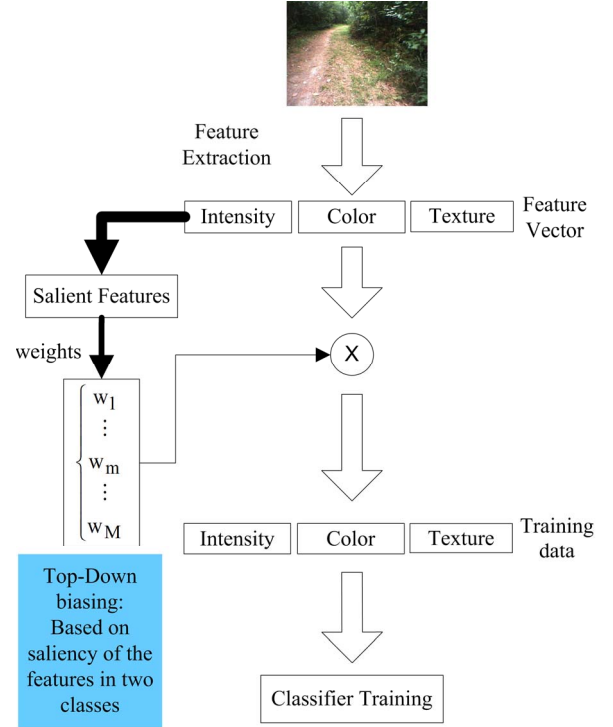 Feature
Extraction
Intensity
Color
Texture
Feature
Vector
Salient Features
weights
X
w1
⋮
wm
⋮
wM
Intensity
Color
Texture
Training
data
Top-Down
biasing:
Based on
saliency of the
features in two
classes
Classifier Training